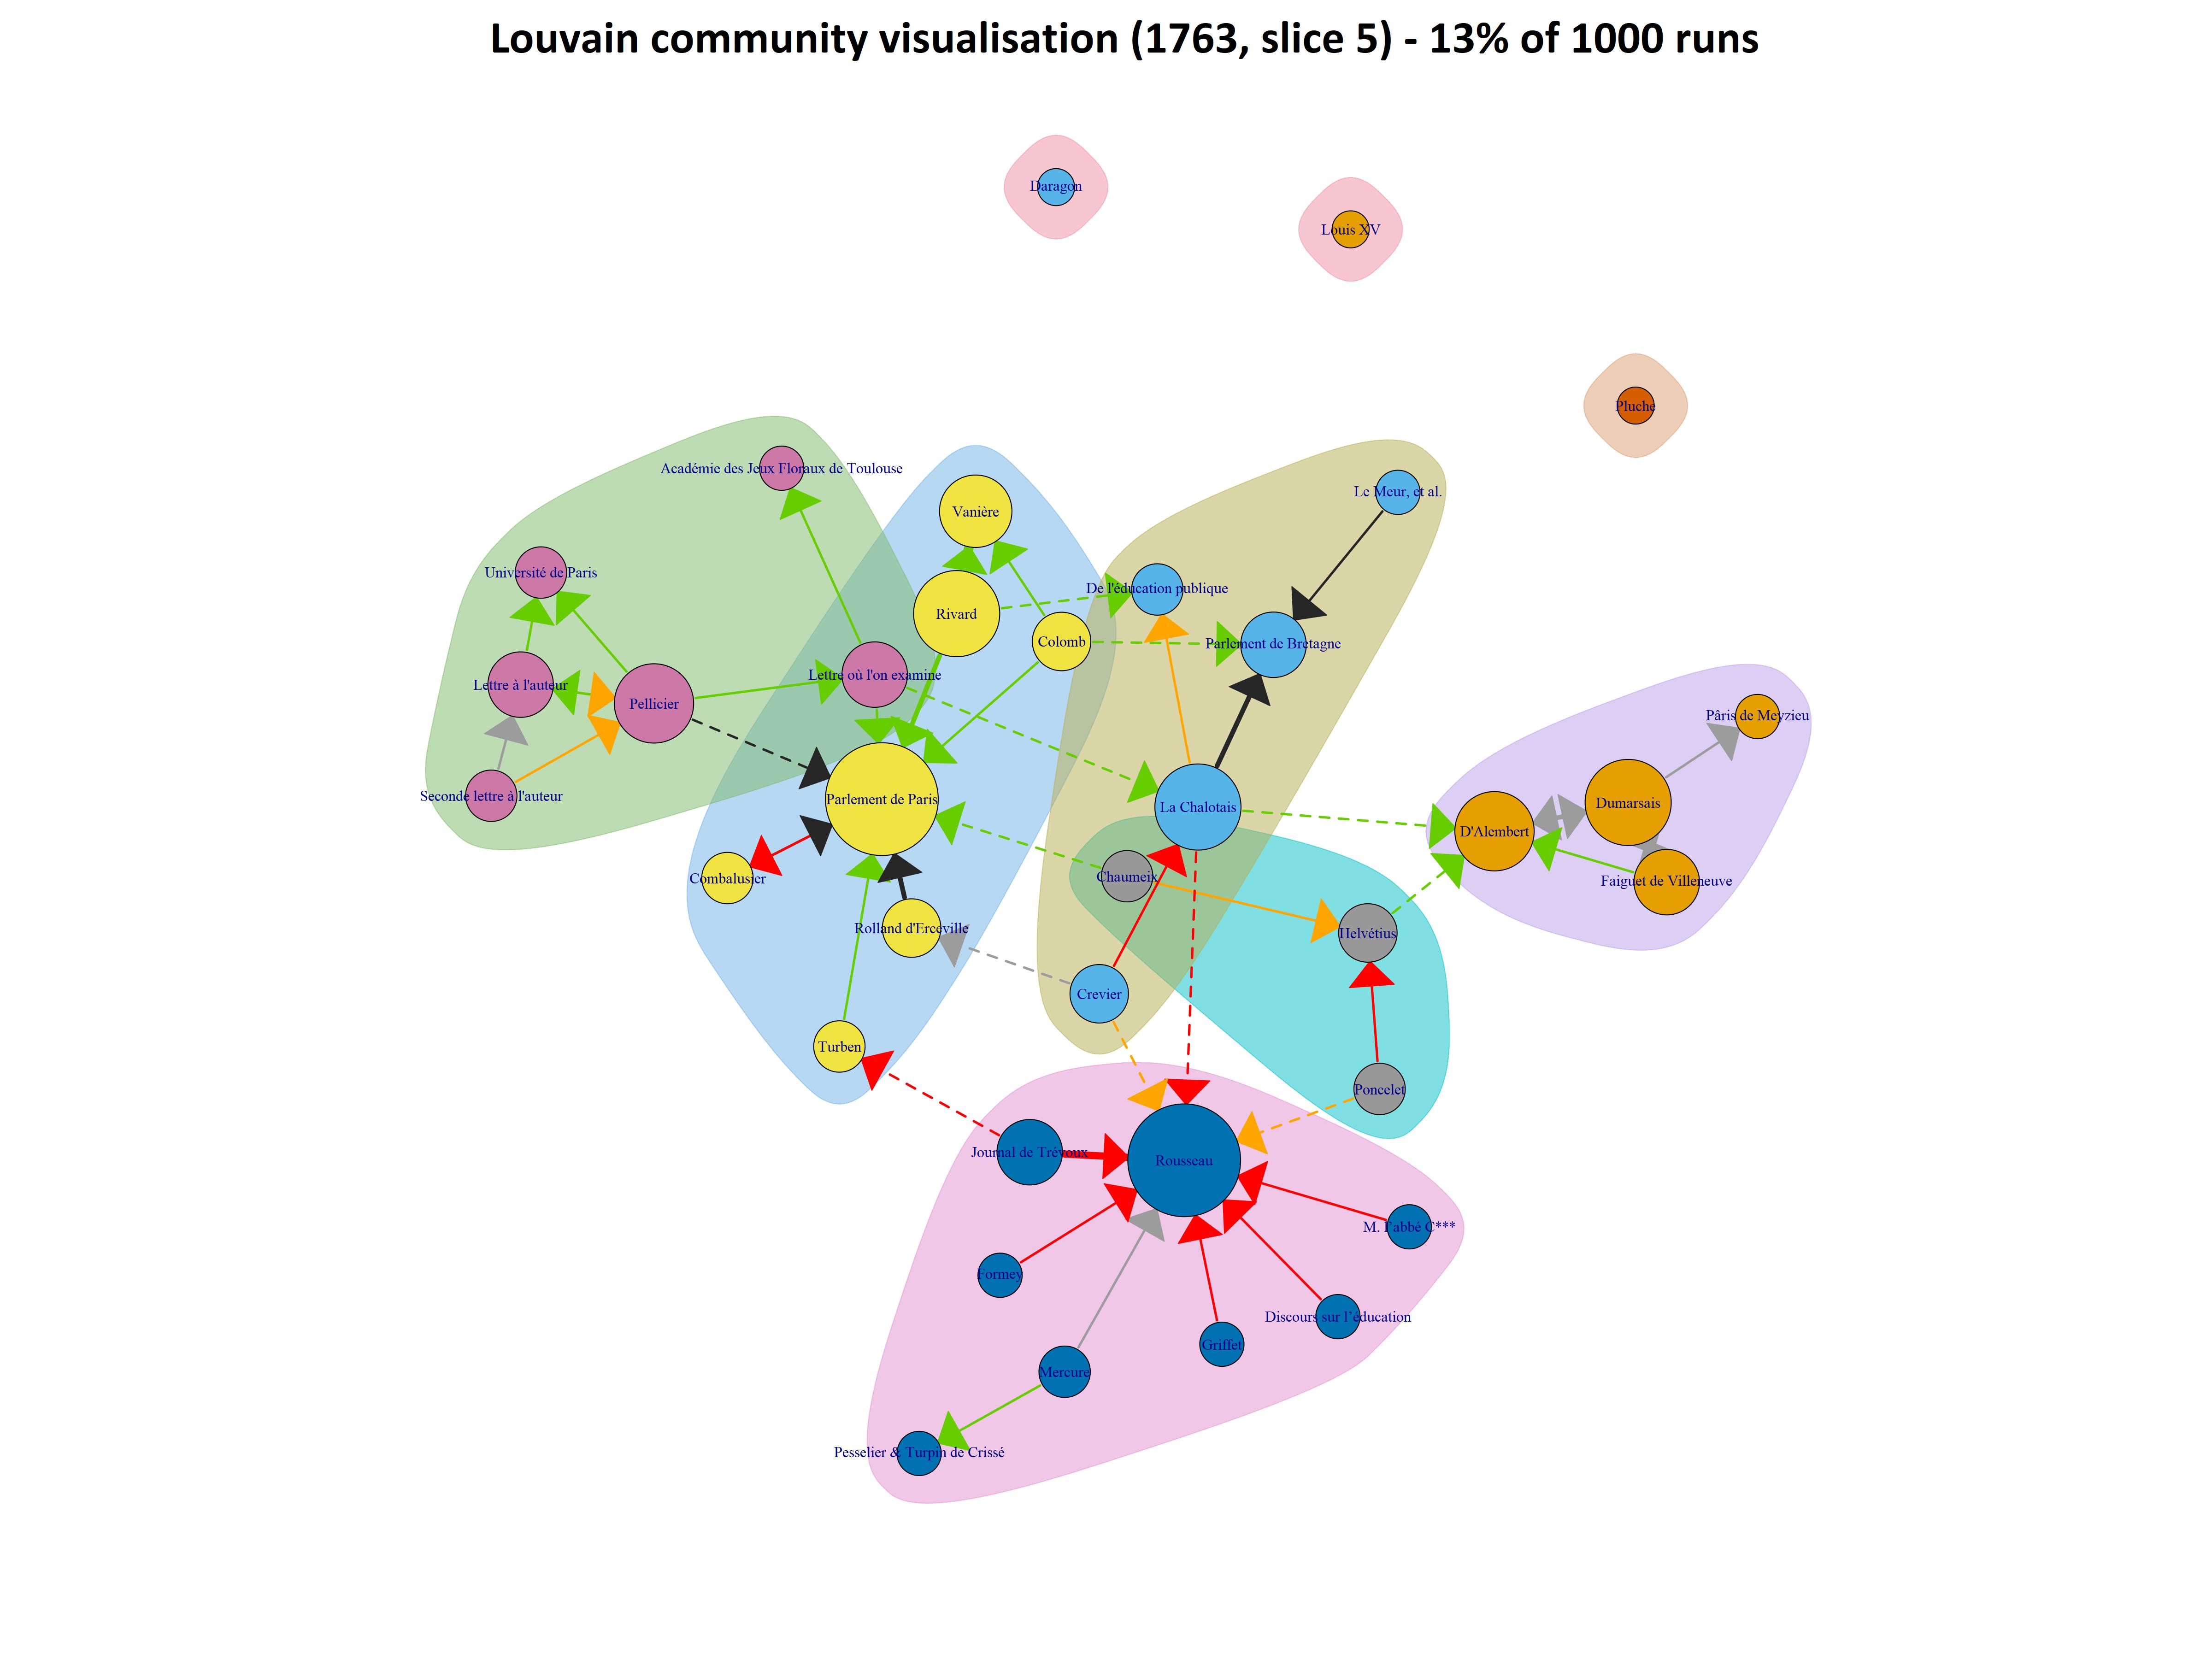 Louvain community visualisation (1763, slice 5) - 13% of 1000 runs
Daragon
Louis XV
Pluche
Académie des Jeux Floraux de Toulouse
Le Meur, et al.
Vanière
Université de Paris
De l'éducation publique
Rivard
Colomb
Parlement de Bretagne
Lettre où l'on examine
Lettre à l'auteur
Pellicier
Pâris de Meyzieu
Seconde lettre à l'auteur
Parlement de Paris
La Chalotais
Dumarsais
D'Alembert
Combalusier
Chaumeix
Faiguet de Villeneuve
Rolland d'Erceville
Helvétius
Crevier
Turben
Poncelet
Journal de Trévoux
Rousseau
M. l'abbé C***
Formey
Discours sur l’éducation
Griffet
Mercure
Pesselier & Turpin de Crissé